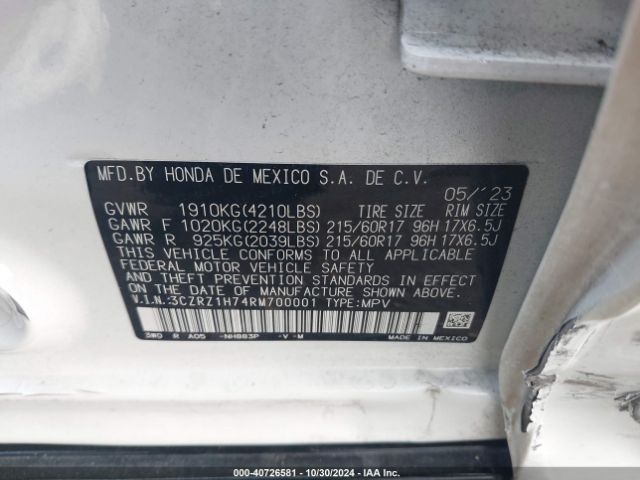 MFD.BY HONDA DE MEXICO S.A. DE C.V.
05/'23
GVWR 1910KG(4210LBS) TIRE SIZE RIM SIZE
GAWR F 1020KG(2248LBS) 215/60R17 96H 17X6.5J
GAWR R 925KG(2039LBS) 215/60R17 96H 17X6.5J
THIS VEHICLE CONFORMS TO ALL APPLICABLE
FEDERAL MOTOR VEHICLE SAFETY
AND THEFT PREVENTION STANDARDS IN EFFECT
ON THE DATE OF MANUFACTURE SHOWN ABOVE.
V.I.N.:3CZRZ1H74RM700001 TYPE:MPV
3W0 R A05 -NH883P -V -M MADE IN MEXICO
000-40726581 | 10/30/2024 | IAA Inc.